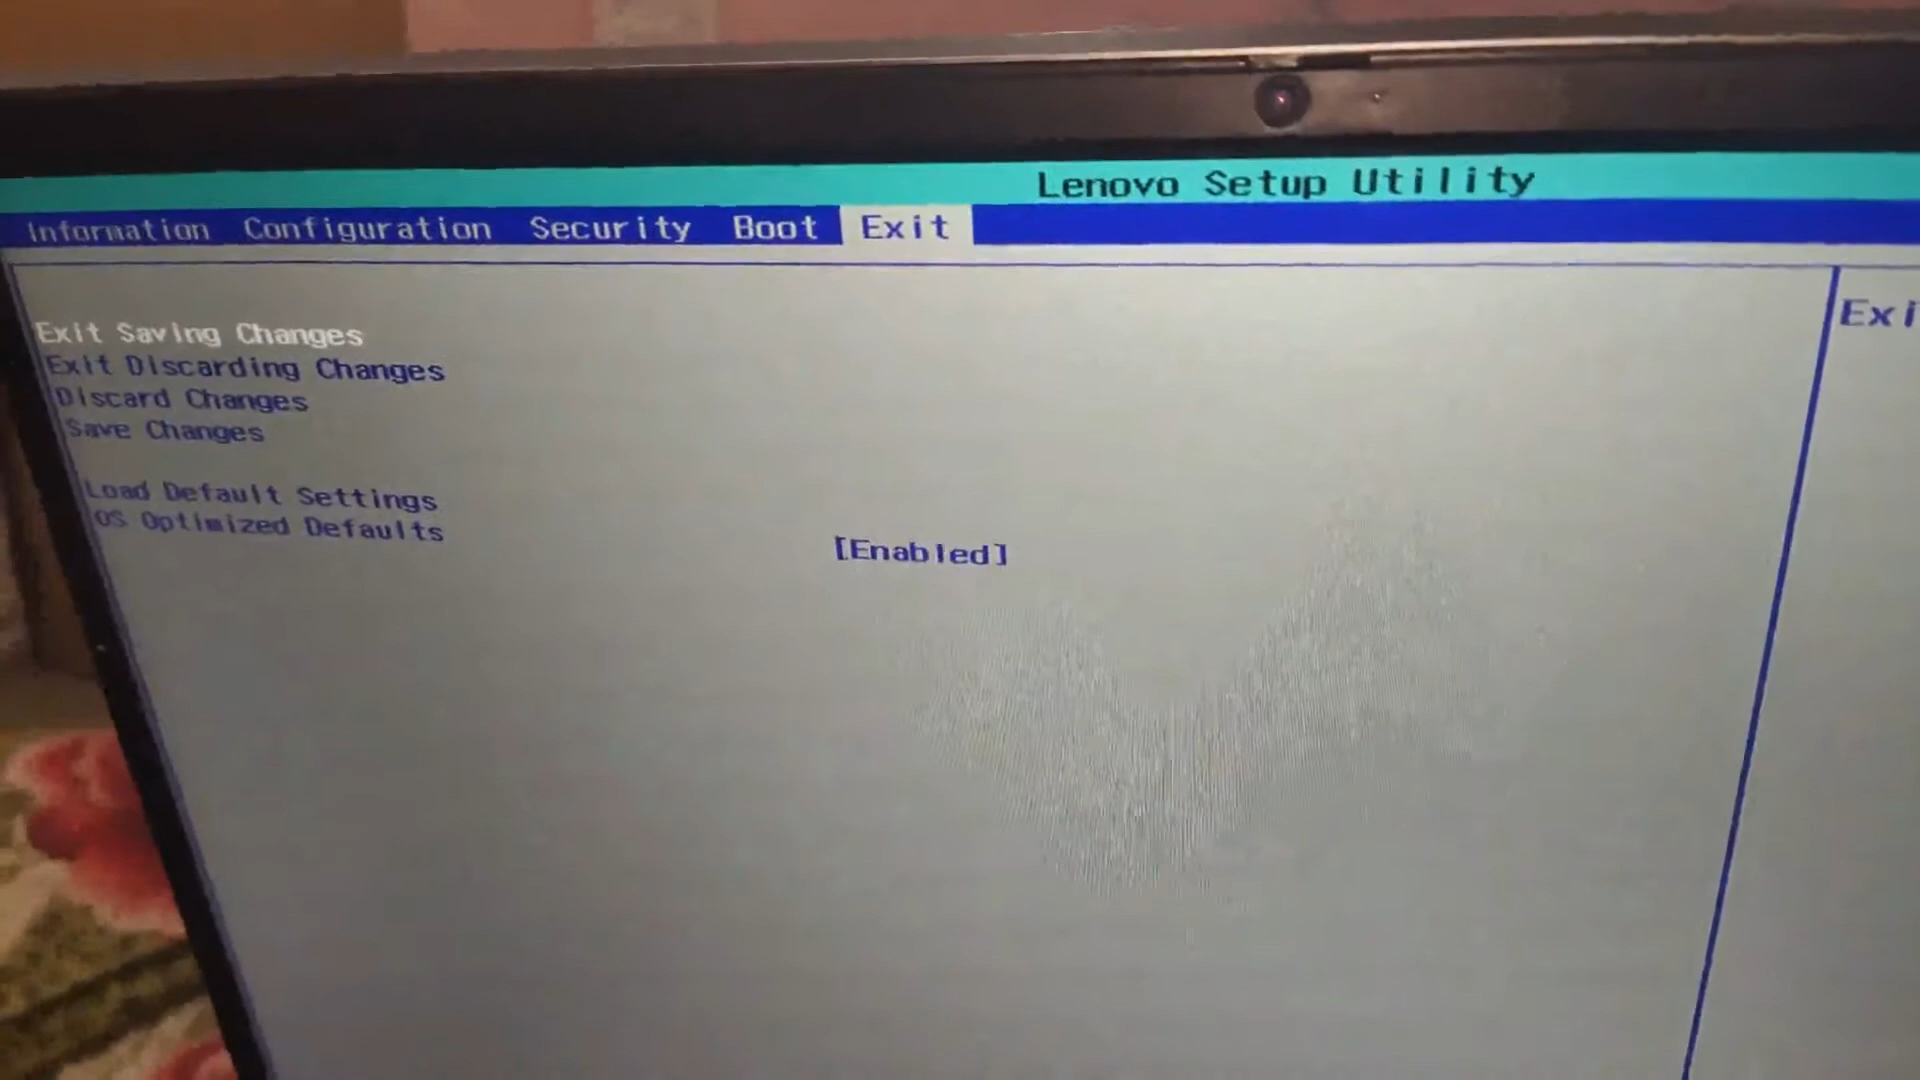 Lenovo Setup Utility
Information Configuration Security Boot Exit
Exit Saving Changes
Exit Discarding Changes
Discard Changes
Save Changes
Load Default Settings
OS Optimized Defaults [Enabled]